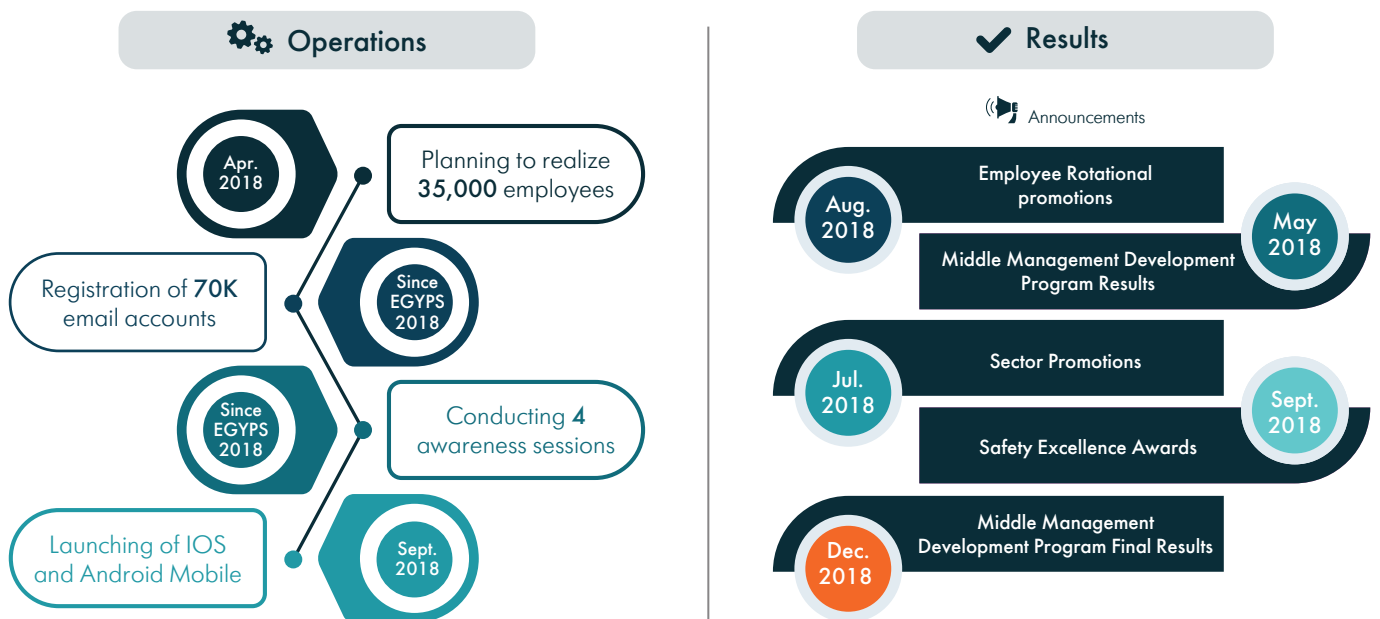 Operations
Apr.
2018
Planning to realize
35,000 employees
Registration of 70K
email accounts
Since
EGYPS
2018
Since
EGYPS
2018
Conducting 4
awareness sessions
Launching of IOS
and Android Mobile
Sept.
2018
Results
Announcements
Aug.
2018
Employee Rotational
promotions
Middle Management Development
Program Results
May
2018
Jul.
2018
Sector Promotions
Safety Excellence Awards
Sept.
2018
Dec.
2018
Middle Management
Development Program Final Results